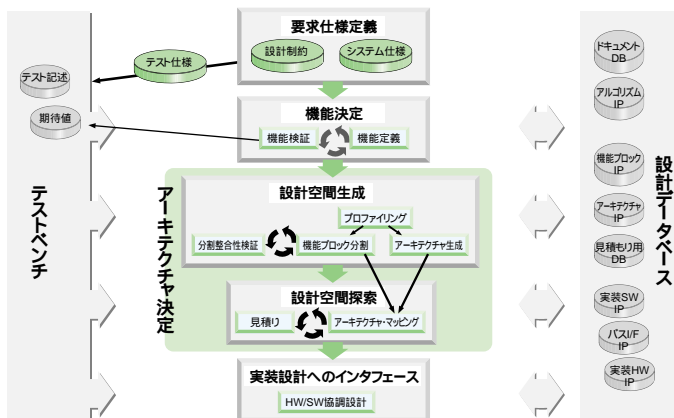 要求仕様定義
設計制約
システム仕様
テスト仕様
テスト記述
期待値
機能決定
機能検証
機能定義
テストベンチ
アーキテクチャ決定
設計空間生成
プロファイリング
分割整合性検証
機能ブロック分割
アーキテクチャ生成
設計空間探索
見積り
アーキテクチャ・マッピング
実装設計へのインタフェース
HW/SW協調設計
ドキュメント
DB
アルゴリズム
IP
機能ブロック
IP
アーキテクチャ
IP
見積もり用
DB
実装SW
IP
バスI/F
IP
実装HW
IP
設計データベース